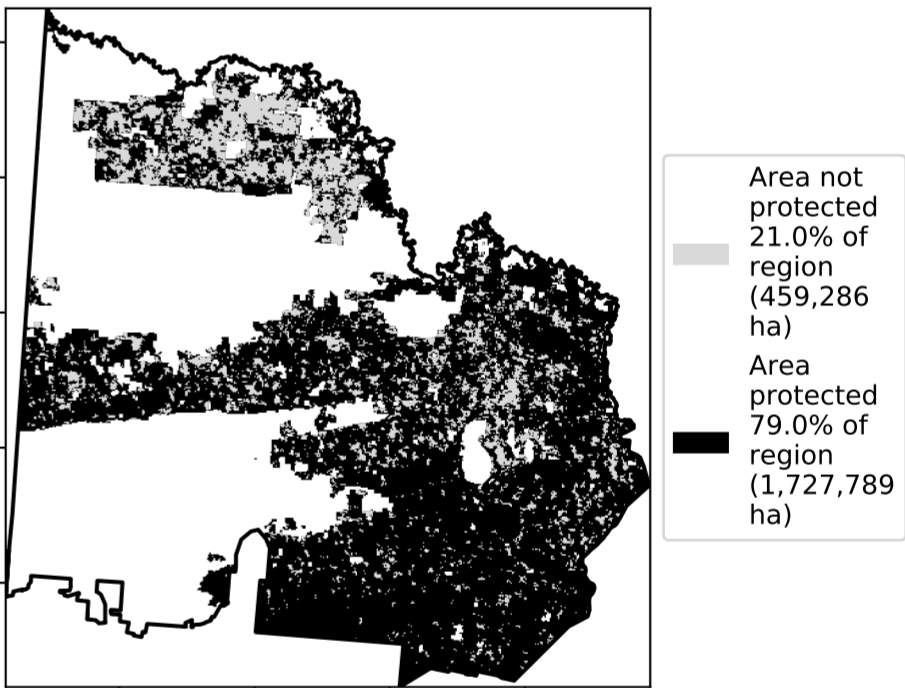 Area not
protected
21.0% of
region
(459,286
ha)
Area
protected
79.0% of
region
(1,727,789
ha)